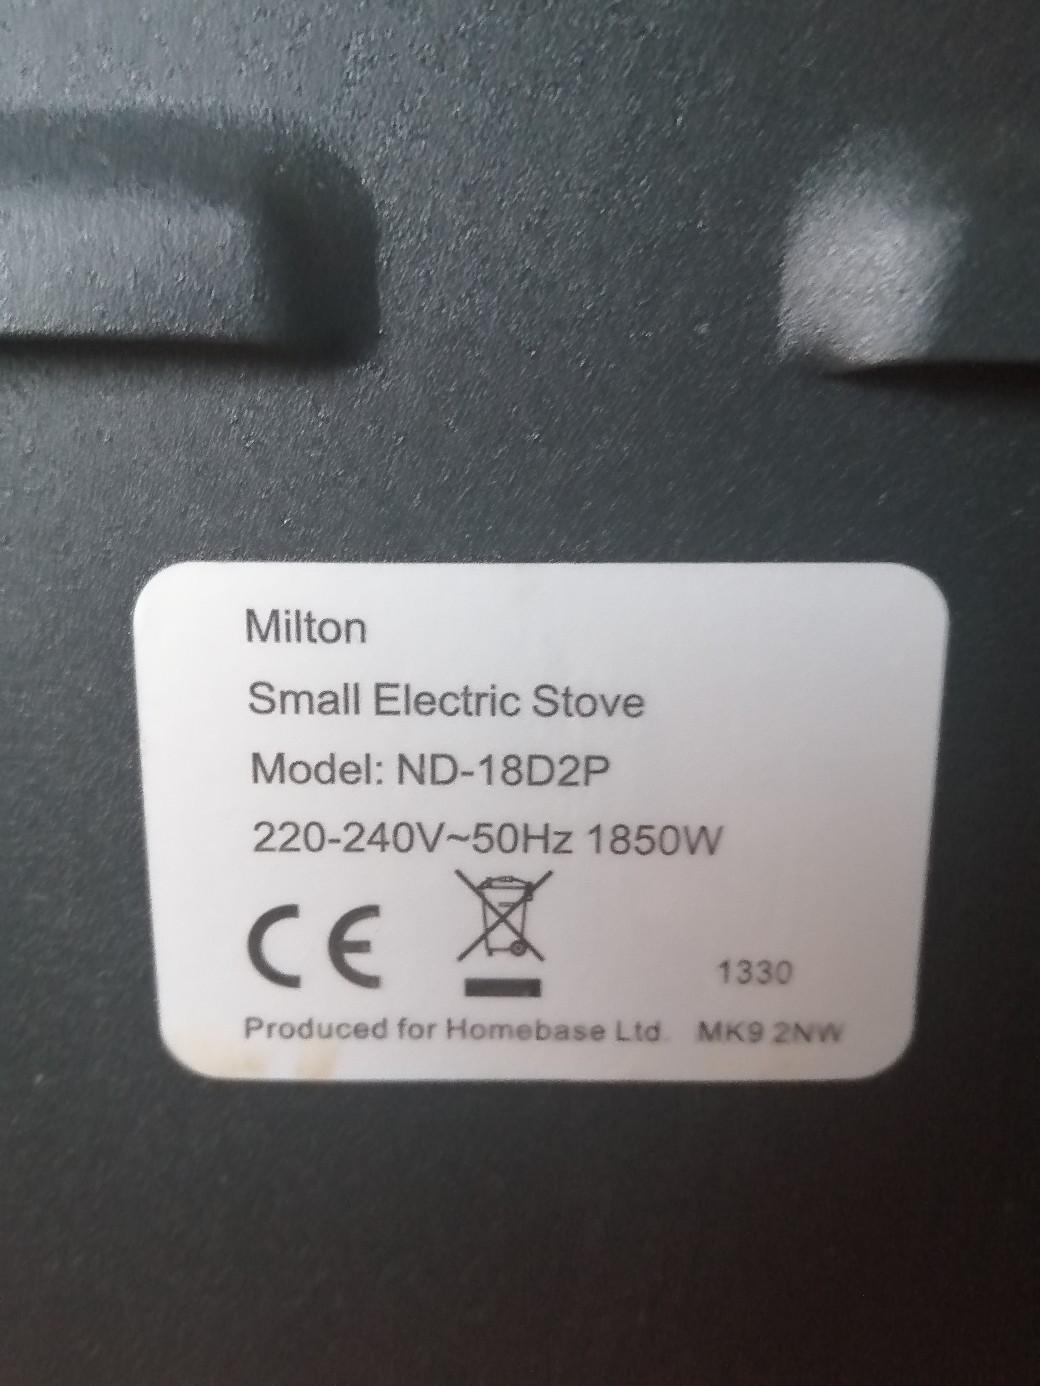 Milton
Small Electric Stove
Model: ND-18D2P
220-240V~50Hz 1850W
CE
1330
Produced for Homebase Ltd. MK9 2NW